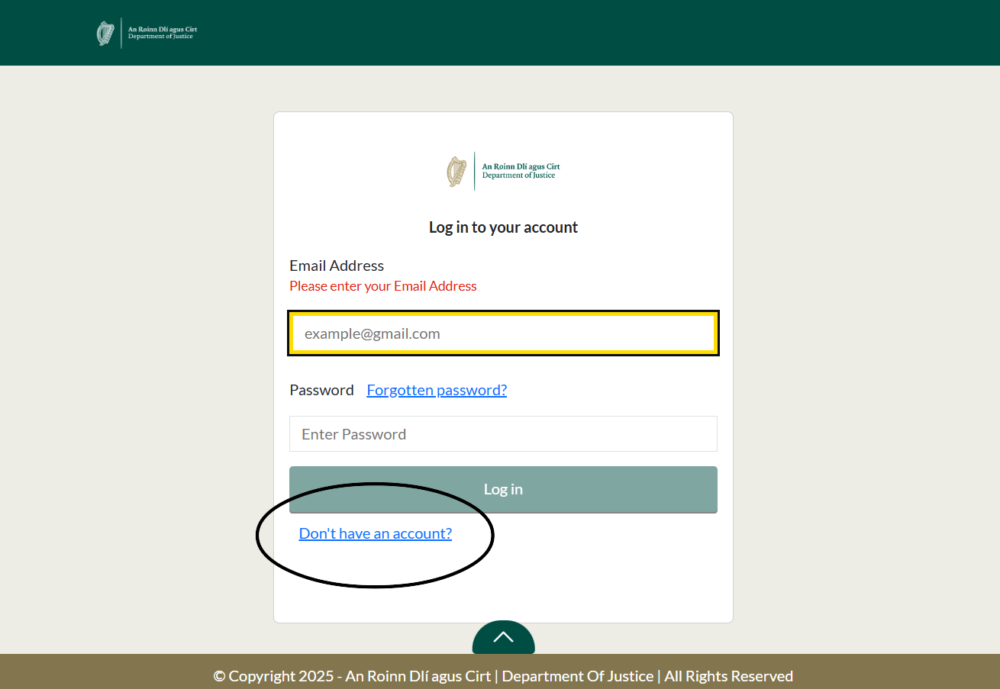 An Roinn Dlí agus Cirt
Department of Justice
An Roinn Dlí agus Cirt
Department of Justice
Log in to your account
Email Address
Please enter your Email Address
example@gmail.com
Password Forgotten password?
Enter Password
Log in
Don't have an account?
© Copyright 2025 - An Roinn Dlí agus Cirt | Department Of Justice | All Rights Reserved